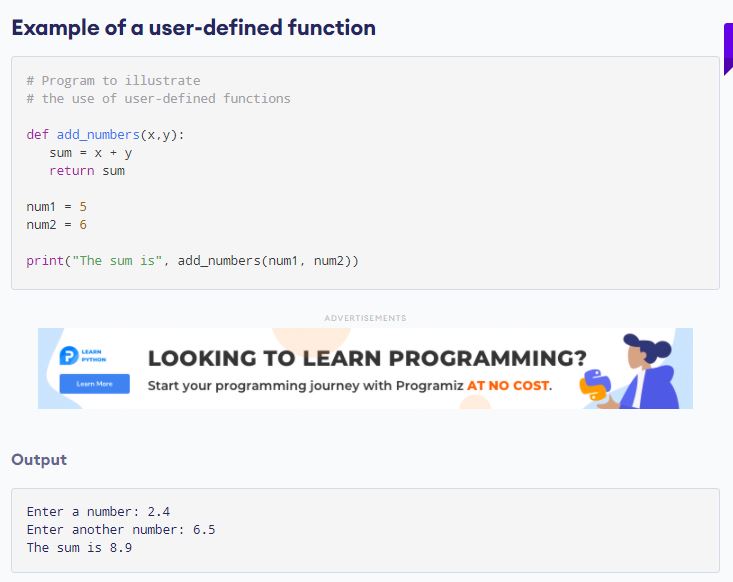 Example of a user-defined function
# Program to illustrate
# the use of user-defined functions
def add_numbers(x,y):
   sum = x + y
   return sum
num1 = 5
num2 = 6
print("The sum is", add_numbers(num1, num2))
ADVERTISEMENTS
LEARN
PYTHON
Learn More
LOOKING TO LEARN PROGRAMMING?
Start your programming journey with Programiz AT NO COST.
Output
Enter a number: 2.4
Enter another number: 6.5
The sum is 8.9